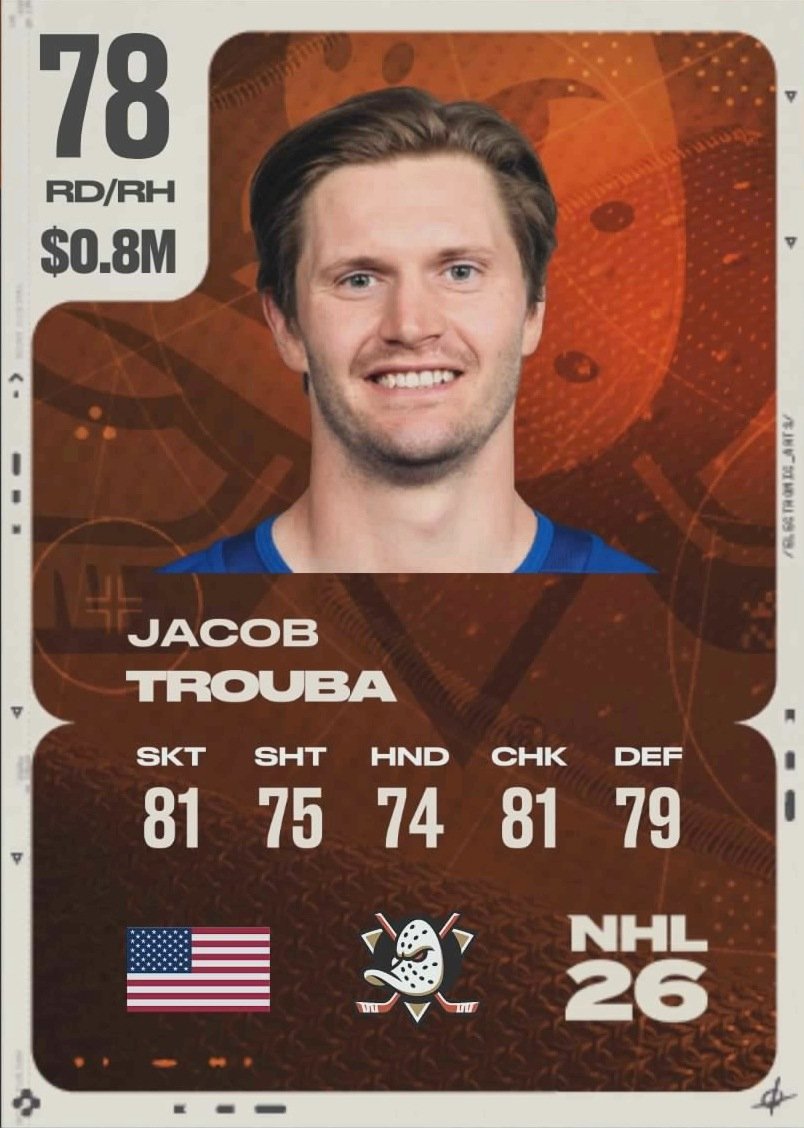 78
RD/RH
$0.8M
/ELECTRONIC_ARTS/
JACOB
TROUBA
SKT SHT HND CHK DEF
81 75 74 81 79
NHL
26